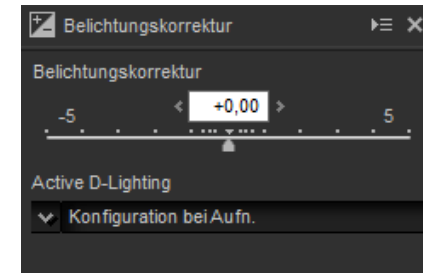 Belichtungskorrektur
Belichtungskorrektur
-5 +0,00 5
Active D-Lighting
Konfiguration bei Aufn.